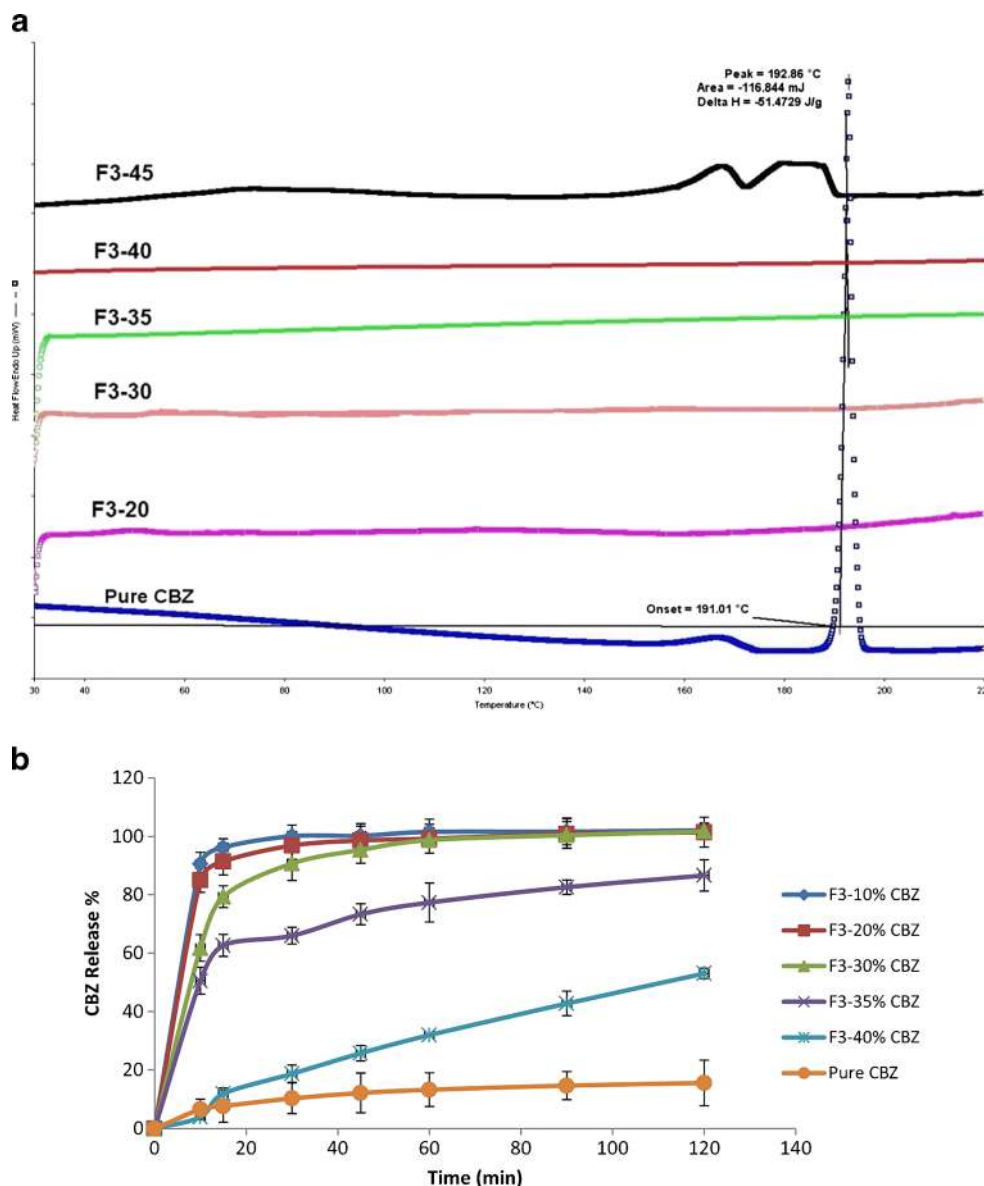 a
Peak = 192.86 °C
Area = -116.844 mJ
Delta H = -51.4729 J/g
F3-45
F3-40
F3-35
F3-30
F3-20
Pure CBZ
Onset = 191.01 °C
Heat Flow Endo Up (mW)
30 40 60 80 100 120 140 160 180 200 220
Temperature (°C)
b
120
100
80
60
40
20
0
CBZ Release %
0 20 40 60 80 100 120 140
Time (min)
F3-10% CBZ
F3-20% CBZ
F3-30% CBZ
F3-35% CBZ
F3-40% CBZ
Pure CBZ